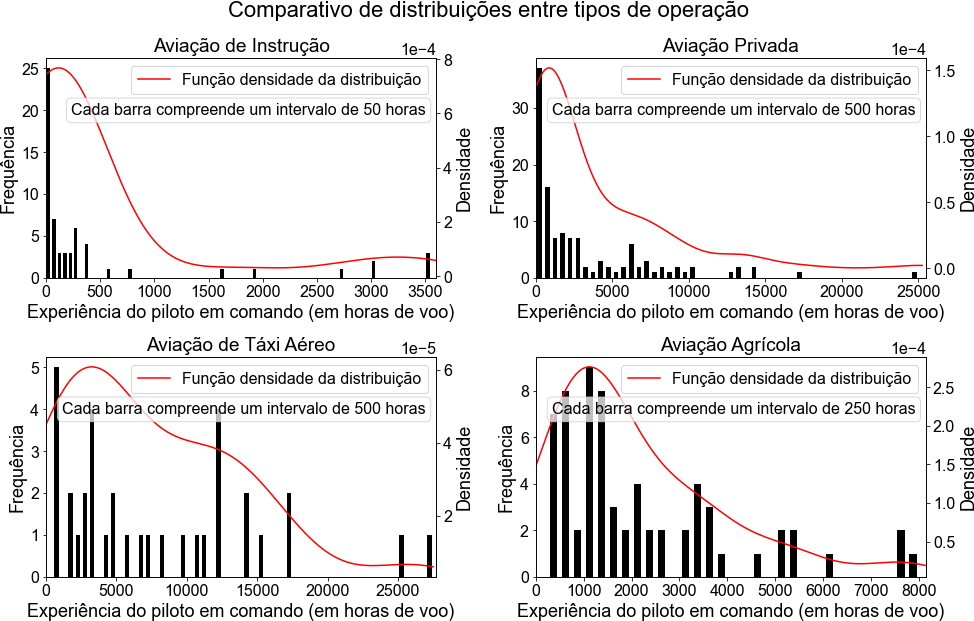 Comparativo de distribuições entre tipos de operação
Aviação de Instrução
1e−4
Função densidade da distribuição
Cada barra compreende um intervalo de 50 horas
Frequência
25
20
15
10
5
0
8
6
4
2
0
Densidade
0 500 1000 1500 2000 2500 3000 3500
Experiência do piloto em comando (em horas de voo)
Aviação Privada
1e−4
Função densidade da distribuição
Cada barra compreende um intervalo de 500 horas
Frequência
30
20
10
0
1.5
1.0
0.5
0.0
Densidade
0 5000 10000 15000 20000 25000
Experiência do piloto em comando (em horas de voo)
Aviação de Táxi Aéreo
1e−5
Função densidade da distribuição
Cada barra compreende um intervalo de 500 horas
Frequência
5
4
3
2
1
0
6
4
2
Densidade
0 5000 10000 15000 20000 25000
Experiência do piloto em comando (em horas de voo)
Aviação Agrícola
1e−4
Função densidade da distribuição
Cada barra compreende um intervalo de 250 horas
Frequência
8
6
4
2
0
2.5
2.0
1.5
1.0
0.5
Densidade
0 1000 2000 3000 4000 5000 6000 7000 8000
Experiência do piloto em comando (em horas de voo)